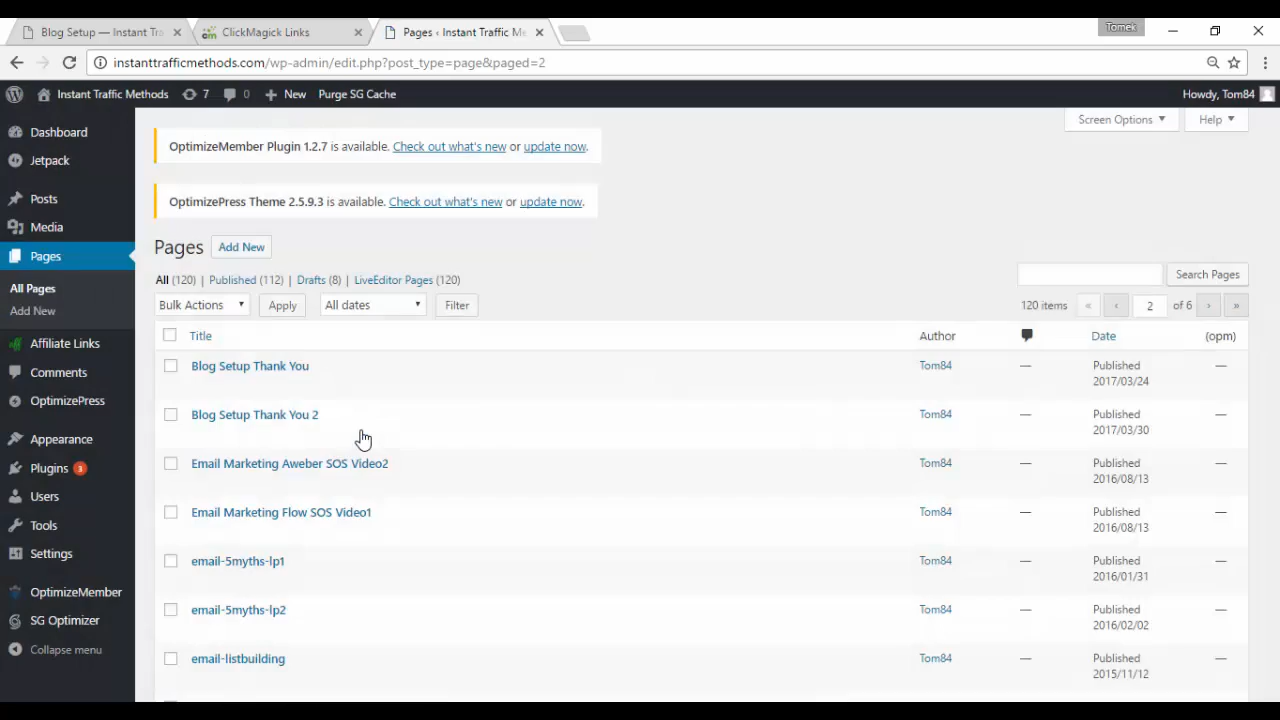 Blog Setup — Instant Tra
ClickMagick Links
Pages ‹ Instant Traffic Me
Tomek
instanttrafficmethods.com/wp-admin/edit.php?post_type=page&paged=2
Instant Traffic Methods 7 0 New Purge SG Cache Howdy, Tom84
Screen Options Help
Dashboard
Jetpack
Posts
Media
Pages
All Pages
Add New
Affiliate Links
Comments
OptimizePress
Appearance
Plugins 3
Users
Tools
Settings
OptimizeMember
SG Optimizer
Collapse menu
OptimizeMember Plugin 1.2.7 is available. Check out what's new or update now.
OptimizePress Theme 2.5.9.3 is available. Check out what's new or update now.
Pages Add New
All (120) | Published (112) | Drafts (8) | LiveEditor Pages (120)
Search Pages
Bulk Actions Apply All dates Filter
120 items « ‹ 2 of 6 › »
Title Author Date (opm)
Blog Setup Thank You Tom84 — Published —
2017/03/24
Blog Setup Thank You 2 Tom84 — Published —
2017/03/30
Email Marketing Aweber SOS Video2 Tom84 — Published —
2016/08/13
Email Marketing Flow SOS Video1 Tom84 — Published —
2016/08/13
email-5myths-lp1 Tom84 — Published —
2016/01/31
email-5myths-lp2 Tom84 — Published —
2016/02/02
email-listbuilding Tom84 — Published —
2015/11/12